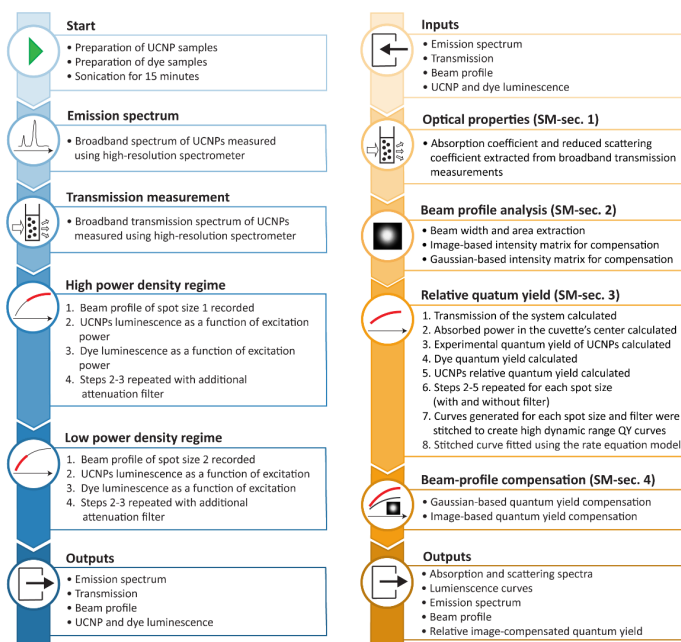 Start
• Preparation of UCNP samples
• Preparation of dye samples
• Sonication for 15 minutes
Emission spectrum
• Broadband spectrum of UCNPs measured
using high-resolution spectrometer
Transmission measurement
• Broadband transmission spectrum of UCNPs
measured using high-resolution spectrometer
High power density regime
1. Beam profile of spot size 1 recorded
2. UCNPs luminescence as a function of excitation
power
3. Dye luminescence as a function of excitation
power
4. Steps 2-3 repeated with additional
attenuation filter
Low power density regime
1. Beam profile of spot size 2 recorded
2. UCNPs luminescence as a function of excitation
3. Dye luminescence as a function of excitation
4. Steps 2-3 repeated with additional
attenuation filter
Outputs
• Emission spectrum
• Transmission
• Beam profile
• UCNP and dye luminescence
Inputs
• Emission spectrum
• Transmission
• Beam profile
• UCNP and dye luminescence
Optical properties (SM-sec. 1)
• Absorption coefficient and reduced scattering
coefficient extracted from broadband transmission
measurements
Beam profile analysis (SM-sec. 2)
• Beam width and area extraction
• Image-based intensity matrix for compensation
• Gaussian-based intensity matrix for compensation
Relative quatum yield (SM-sec. 3)
1. Transmission of the system calculated
2. Absorbed power in the cuvette's center calculated
3. Experimental quantum yield of UCNPs calculated
4. Dye quantum yield calculated
5. UCNPs relative quantum yield calculated
6. Steps 2-5 repeated for each spot size
(with and without filter)
7. Curves generated for each spot size and filter were
stitched to create high dynamic range QY curves
8. Stitched curve fitted using the rate equation model
Beam-profile compensation (SM-sec. 4)
• Gaussian-based quantum yield compensation
• Image-based quantum yield compensation
Outputs
• Absorption and scattering spectra
• Lumienscence curves
• Emission spectrum
• Beam profile
• Relative image-compensated quantum yield